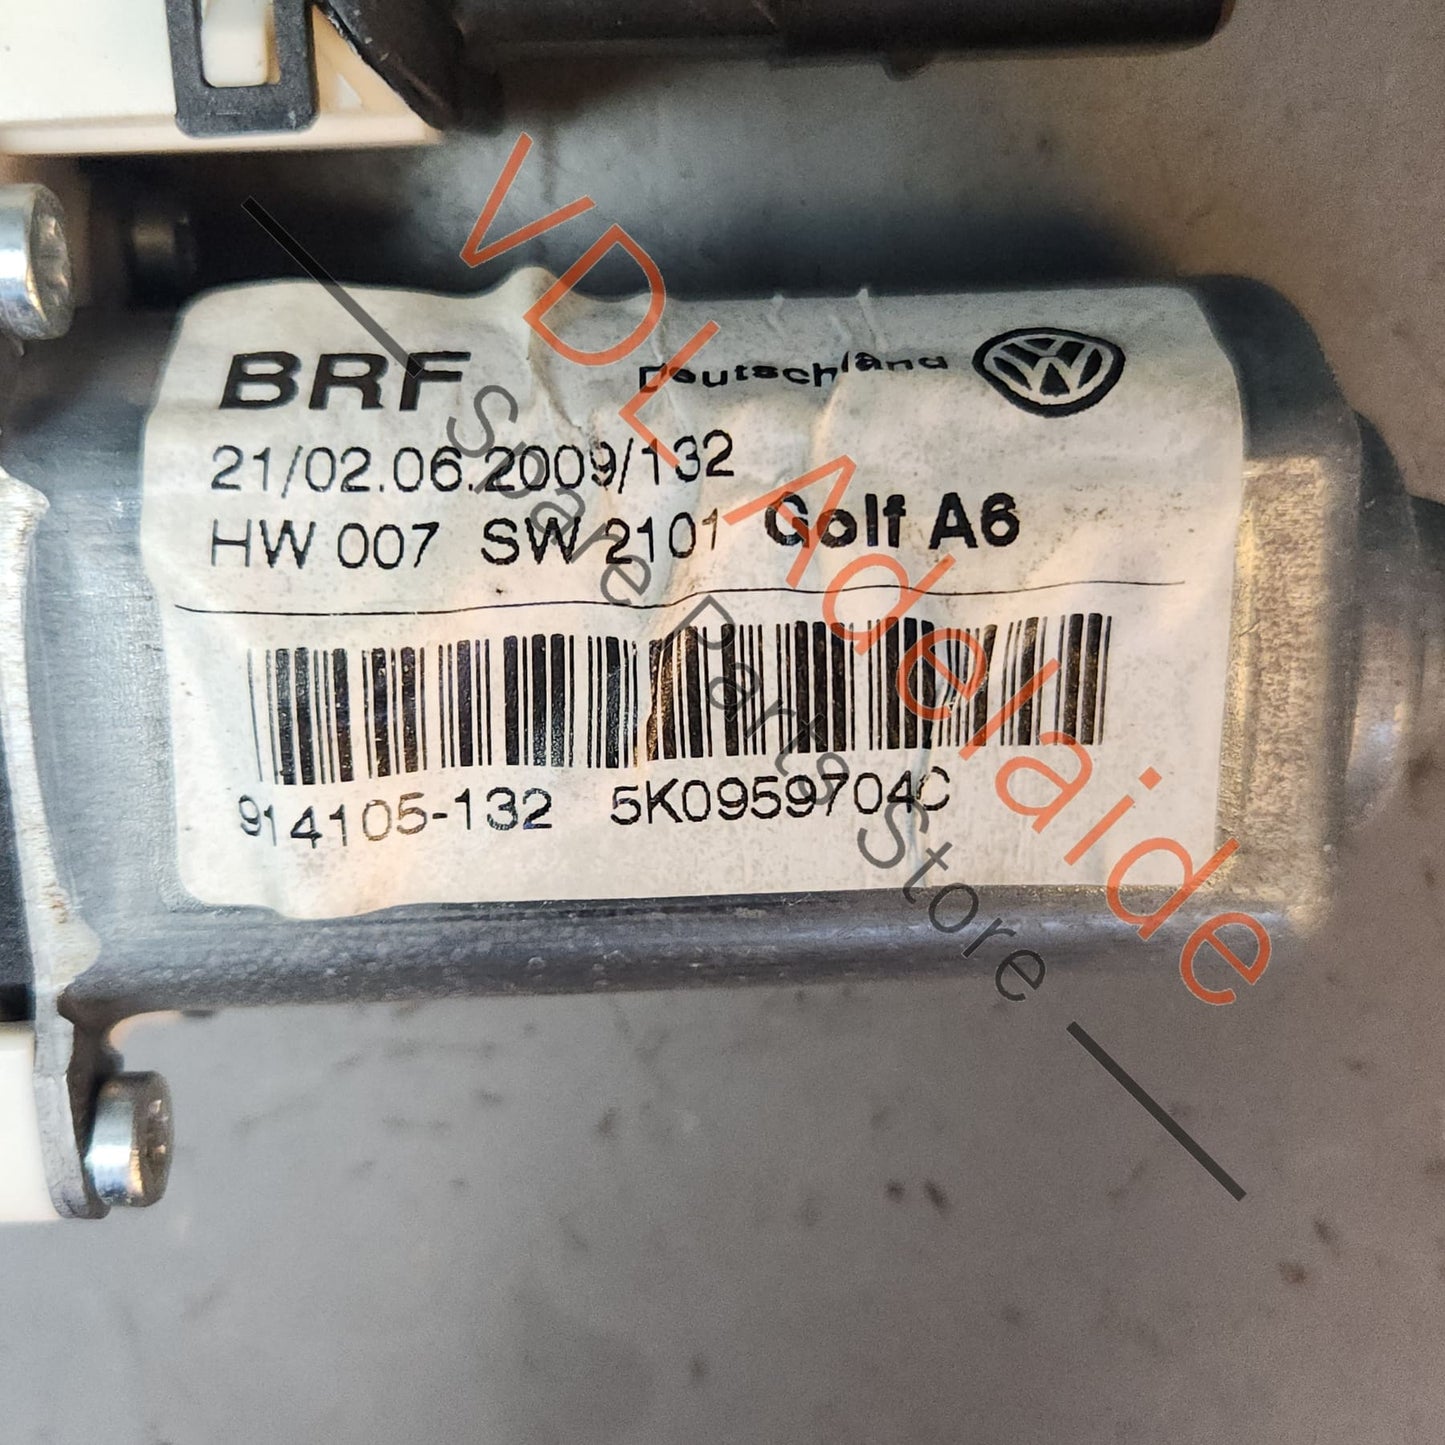 BRF Deutschland VW
21/02.06.2009/132
HW 007 SW 2101 Golf A6
914105-132 5K0959704C
VDL Adelaide
Spare Parts Store